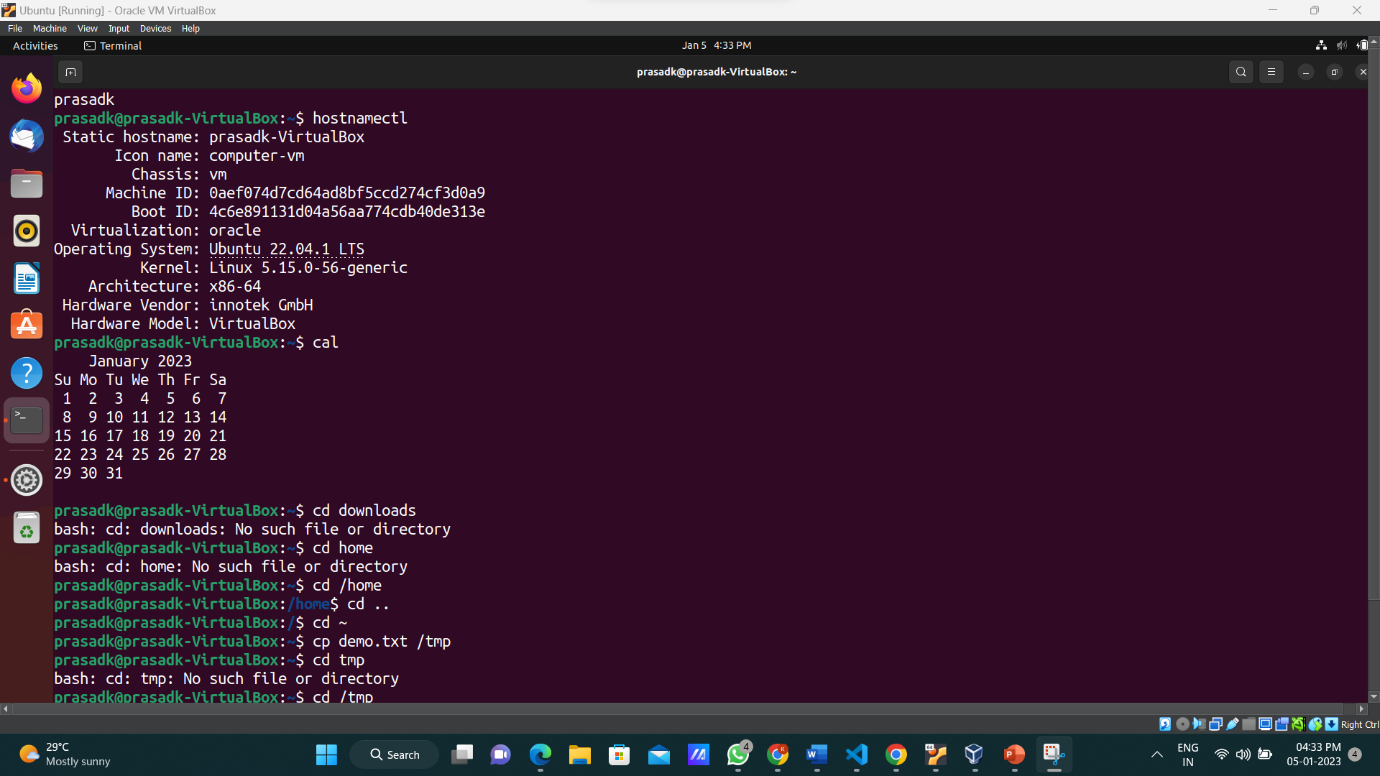 Ubuntu [Running] - Oracle VM VirtualBox
File Machine View Input Devices Help
Activities Terminal Jan 5 4:33 PM
prasadk@prasadk-VirtualBox: ~
prasadk
prasadk@prasadk-VirtualBox:~$ hostnamectl
Static hostname: prasadk-VirtualBox
Icon name: computer-vm
Chassis: vm
Machine ID: 0aef074d7cd64ad8bf5ccd274cf3d0a9
Boot ID: 4c6e891131d04a56aa774cdb40de313e
Virtualization: oracle
Operating System: Ubuntu 22.04.1 LTS
Kernel: Linux 5.15.0-56-generic
Architecture: x86-64
Hardware Vendor: innotek GmbH
Hardware Model: VirtualBox
prasadk@prasadk-VirtualBox:~$ cal
January 2023
Su Mo Tu We Th Fr Sa
1 2 3 4 5 6 7
8 9 10 11 12 13 14
15 16 17 18 19 20 21
22 23 24 25 26 27 28
29 30 31
prasadk@prasadk-VirtualBox:~$ cd downloads
bash: cd: downloads: No such file or directory
prasadk@prasadk-VirtualBox:~$ cd home
bash: cd: home: No such file or directory
prasadk@prasadk-VirtualBox:~$ cd /home
prasadk@prasadk-VirtualBox:/home$ cd ..
prasadk@prasadk-VirtualBox:/$ cd ~
prasadk@prasadk-VirtualBox:~$ cp demo.txt /tmp
prasadk@prasadk-VirtualBox:~$ cd tmp
bash: cd: tmp: No such file or directory
prasadk@prasadk-VirtualBox:~$ cd /tmp
Right Ctrl
29°C
Mostly sunny
Search
4
ENG
IN
04:33 PM
05-01-2023
4